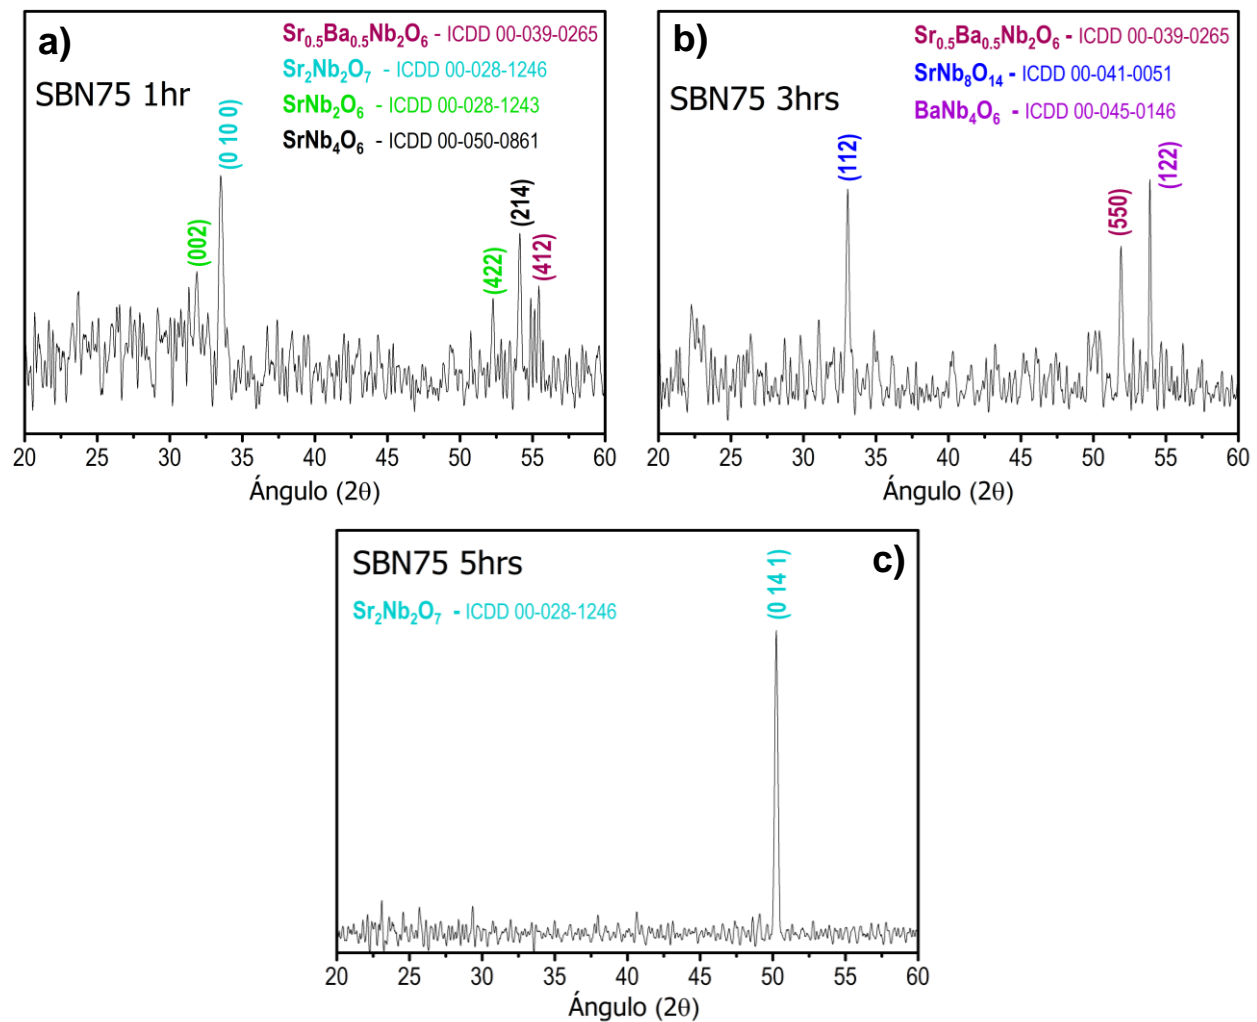 a)
SBN75 1hr
Sr0.5Ba0.5Nb2O6 - ICDD 00-039-0265
Sr2Nb2O7 - ICDD 00-028-1246
SrNb2O6 - ICDD 00-028-1243
SrNb4O6 - ICDD 00-050-0861
(002)
(0 10 0)
(422)
(214)
(412)
20 25 30 35 40 45 50 55 60
Ángulo (2θ)
b)
SBN75 3hrs
Sr0.5Ba0.5Nb2O6 - ICDD 00-039-0265
SrNb8O14 - ICDD 00-041-0051
BaNb4O6 - ICDD 00-045-0146
(112)
(550)
(122)
20 25 30 35 40 45 50 55 60
Ángulo (2θ)
c)
SBN75 5hrs
Sr2Nb2O7 - ICDD 00-028-1246
(0 14 1)
20 25 30 35 40 45 50 55 60
Ángulo (2θ)